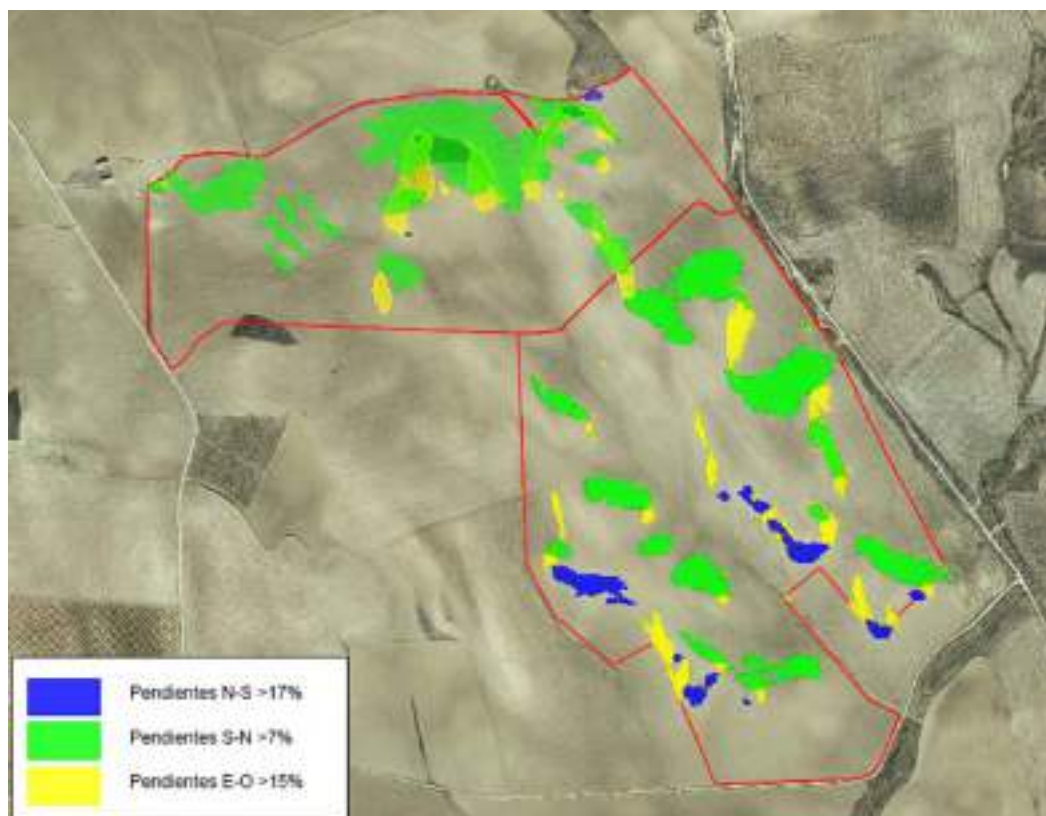 Pendientes N-S >17%
Pendientes S-N >7%
Pendientes E-O >15%